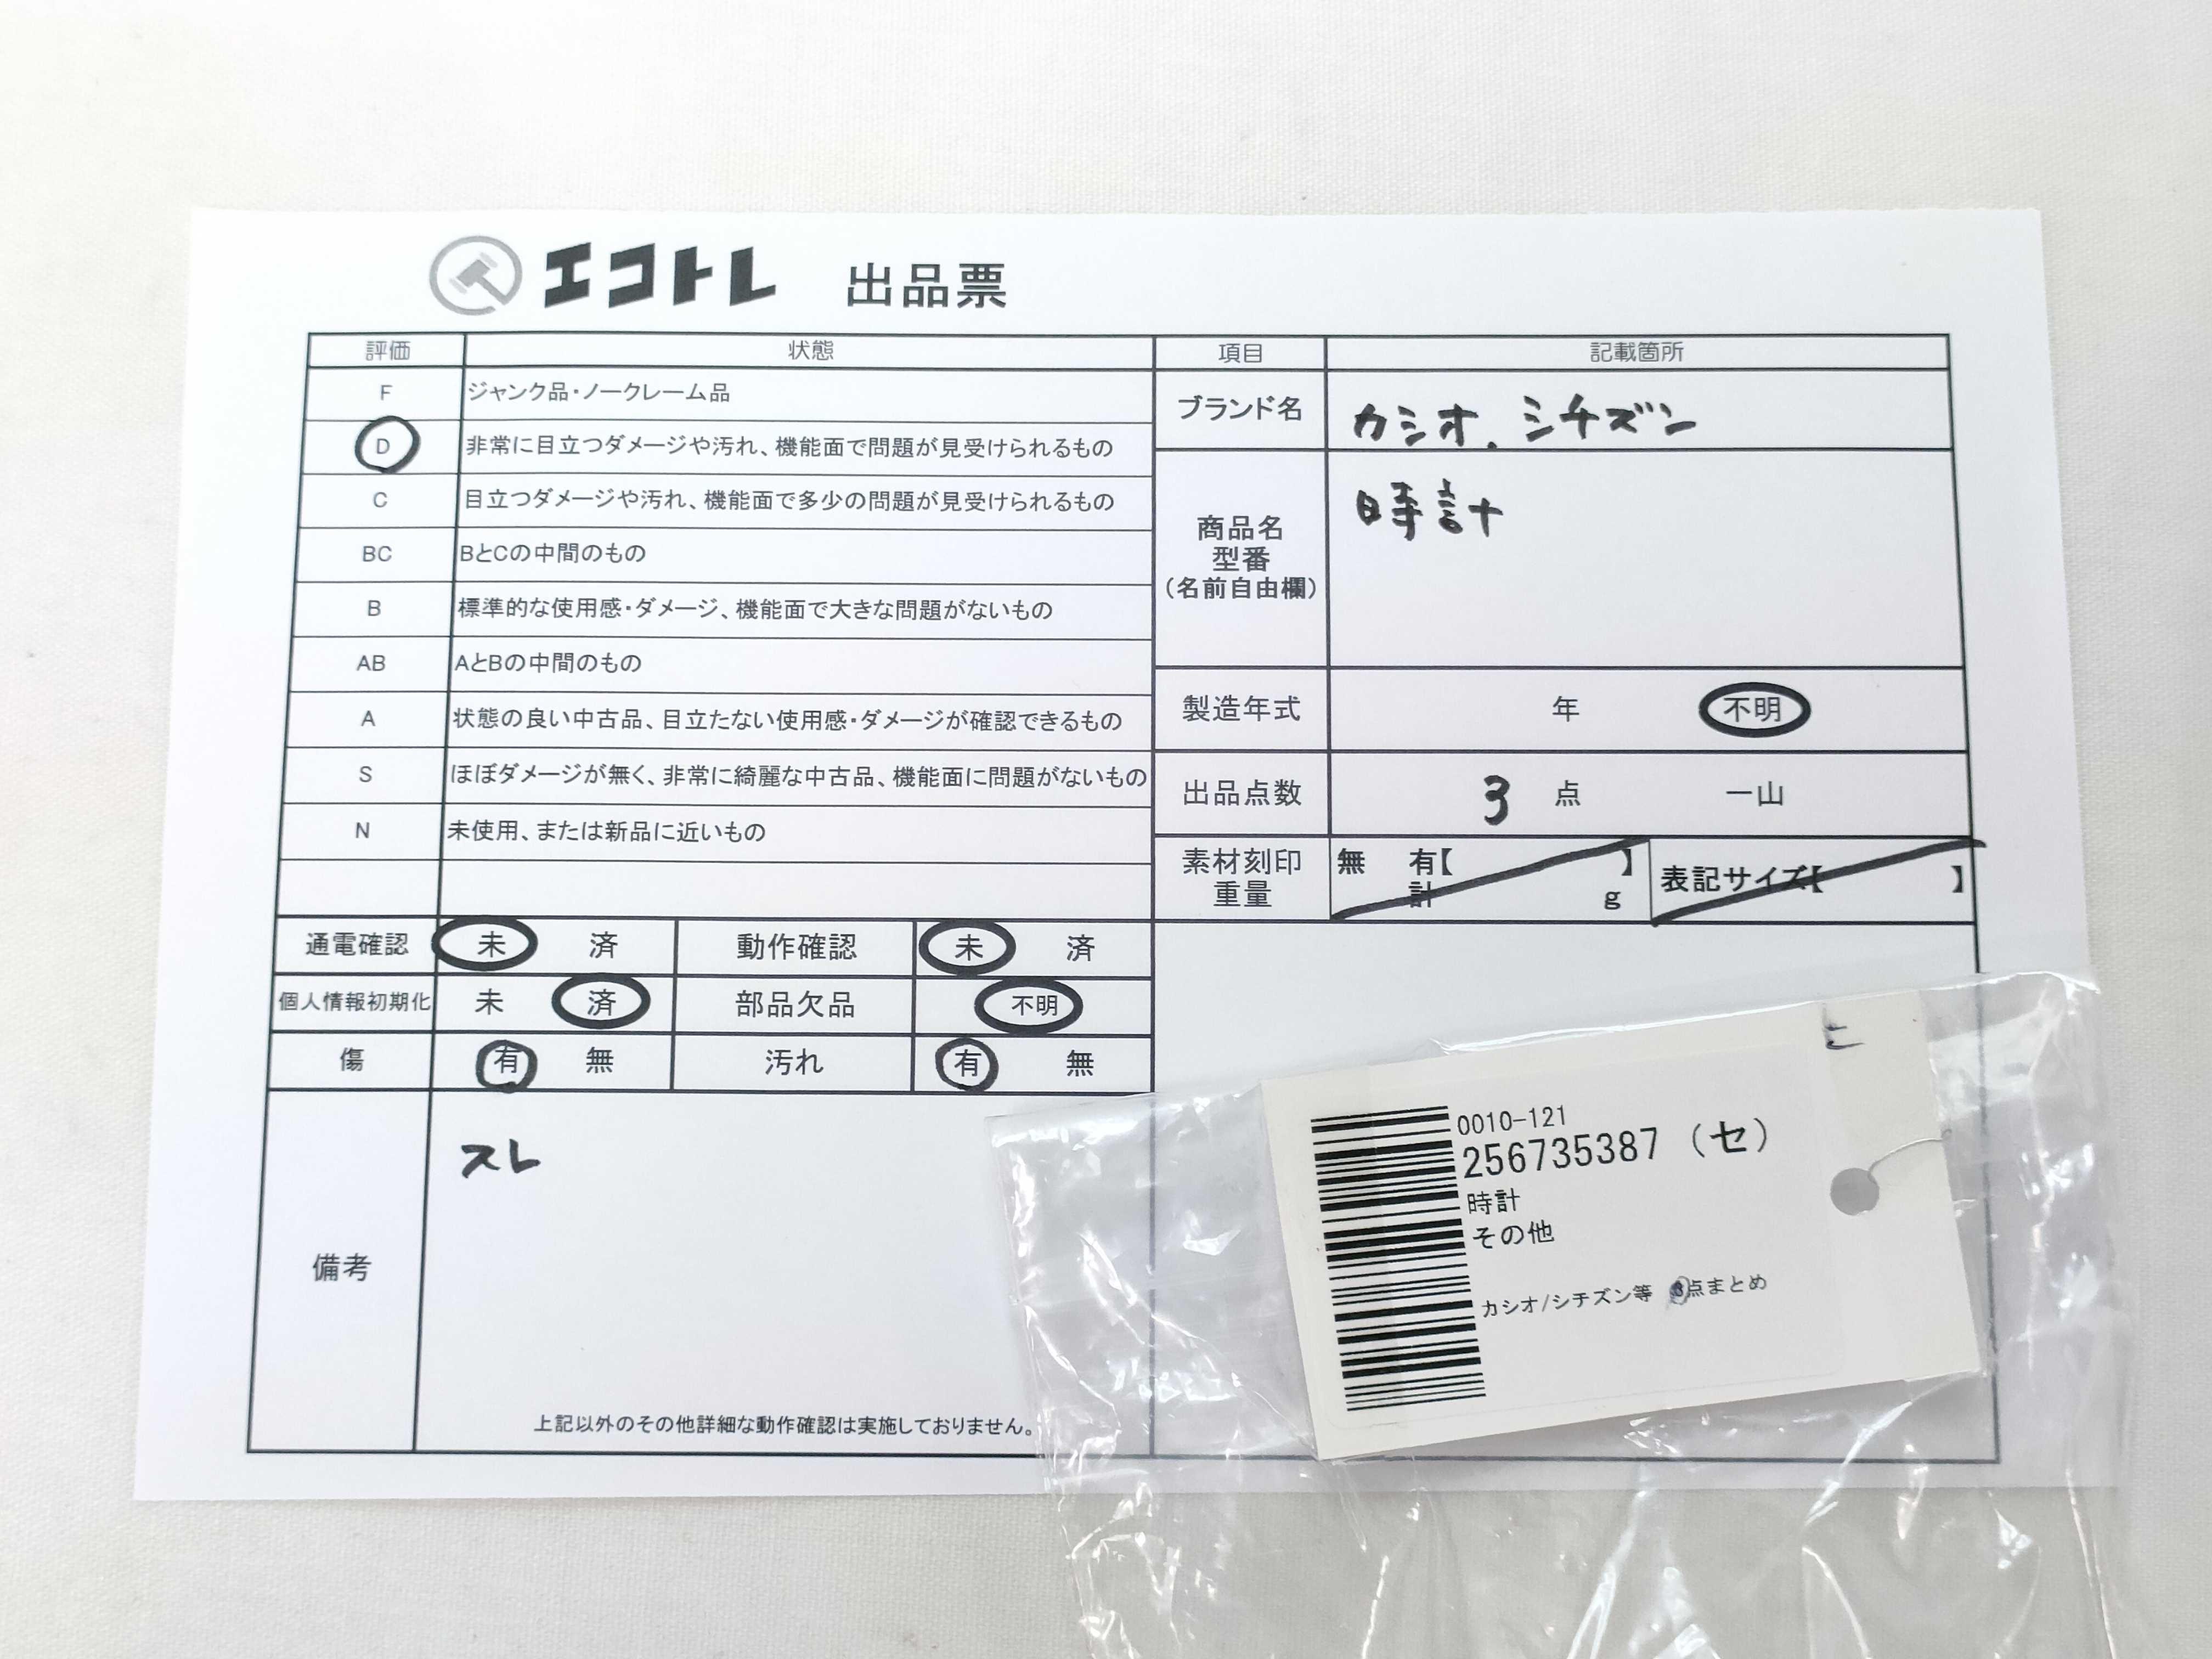 エコトレ 出品票
評価 状態
F ジャンク品・ノークレーム品
D 非常に目立つダメージや汚れ、機能面で問題が見受けられるもの
C 目立つダメージや汚れ、機能面で多少の問題が見受けられるもの
BC BとCの中間のもの
B 標準的な使用感・ダメージ、機能面で大きな問題がないもの
AB AとBの中間のもの
A 状態の良い中古品、目立たない使用感・ダメージが確認できるもの
S ほぼダメージが無く、非常に綺麗な中古品、機能面に問題がないもの
N 未使用、または新品に近いもの
通電確認 未 済 動作確認 未 済
個人情報初期化 未 済 部品欠品 不明
傷 有 無 汚れ 有 無
備考
スレ
上記以外のその他詳細な動作確認は実施しておりません。
項目 記載箇所
ブランド名 カシオ、シチズン
商品名
型番
(名前自由欄)
時計
製造年式 年 不明
出品点数 3 点 一山
素材刻印
重量
無 有【 】
計 g
表記サイズ【 】
0010-121
256735387 (セ)
時計
その他
カシオ/シチズン等 点まとめ